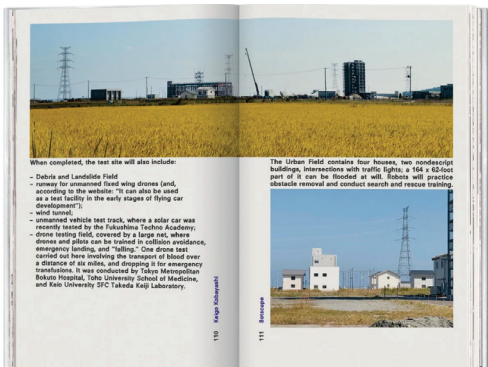 When completed, the test site will also include:
- Debris and Landslide Field
- runway for unmanned fixed wing drones (and,
according to the website: "It can also be used
as a test facility in the early stages of flying car
development");
- wind tunnel;
- unmanned vehicle test track, where a solar car was
recently tested by the Fukushima Techno Academy;
- drone testing field, covered by a large net, where
drones and pilots can be trained in collision avoidance,
emergency landing, and "falling." One drone test
carried out here involving the transport of blood over
a distance of six miles, and dropping it for emergency
transfusions. It was conducted by Tokyo Metropolitan
Bokuto Hospital, Toho University School of Medicine,
and Keio University SFC Takeda Keiji Laboratory.
110 Keigo Kobayashi
The Urban Field contains four houses, two nondescript
buildings, intersections with traffic lights; a 164 x 62-foot
part of it can be flooded at will. Robots will practice
obstacle removal and conduct search and rescue training.
111 Botscape